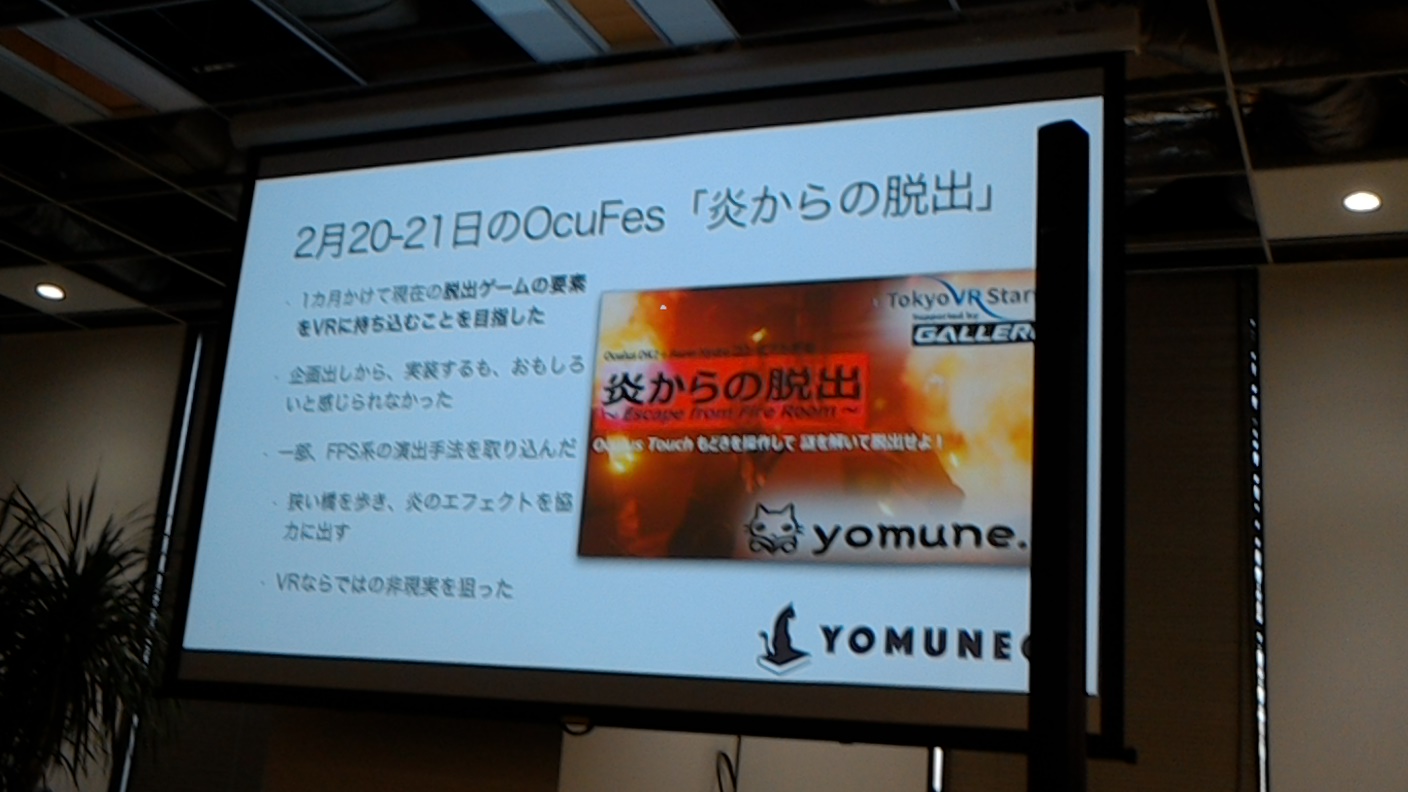 2月20-21日のOcuFes「炎からの脱出」
・1カ月かけて現在の脱出ゲームの要素
をVRに持ち込むことを目指した
・企画出しから、実装するも、おもしろ
いと感じられなかった
・一部、FPS系の演出手法を取り込んだ
・狭い橋を歩き、炎のエフェクトを協
力に出す
・VRならではの非現実を狙った
TokyoVR Star
Supported by
GALLER
Oculus DK2
炎からの脱出
~ Escape from Fire Room ~
Oculus Touch もどきを操作して 謎を解いて脱出せよ!
yomune.
YOMUNE